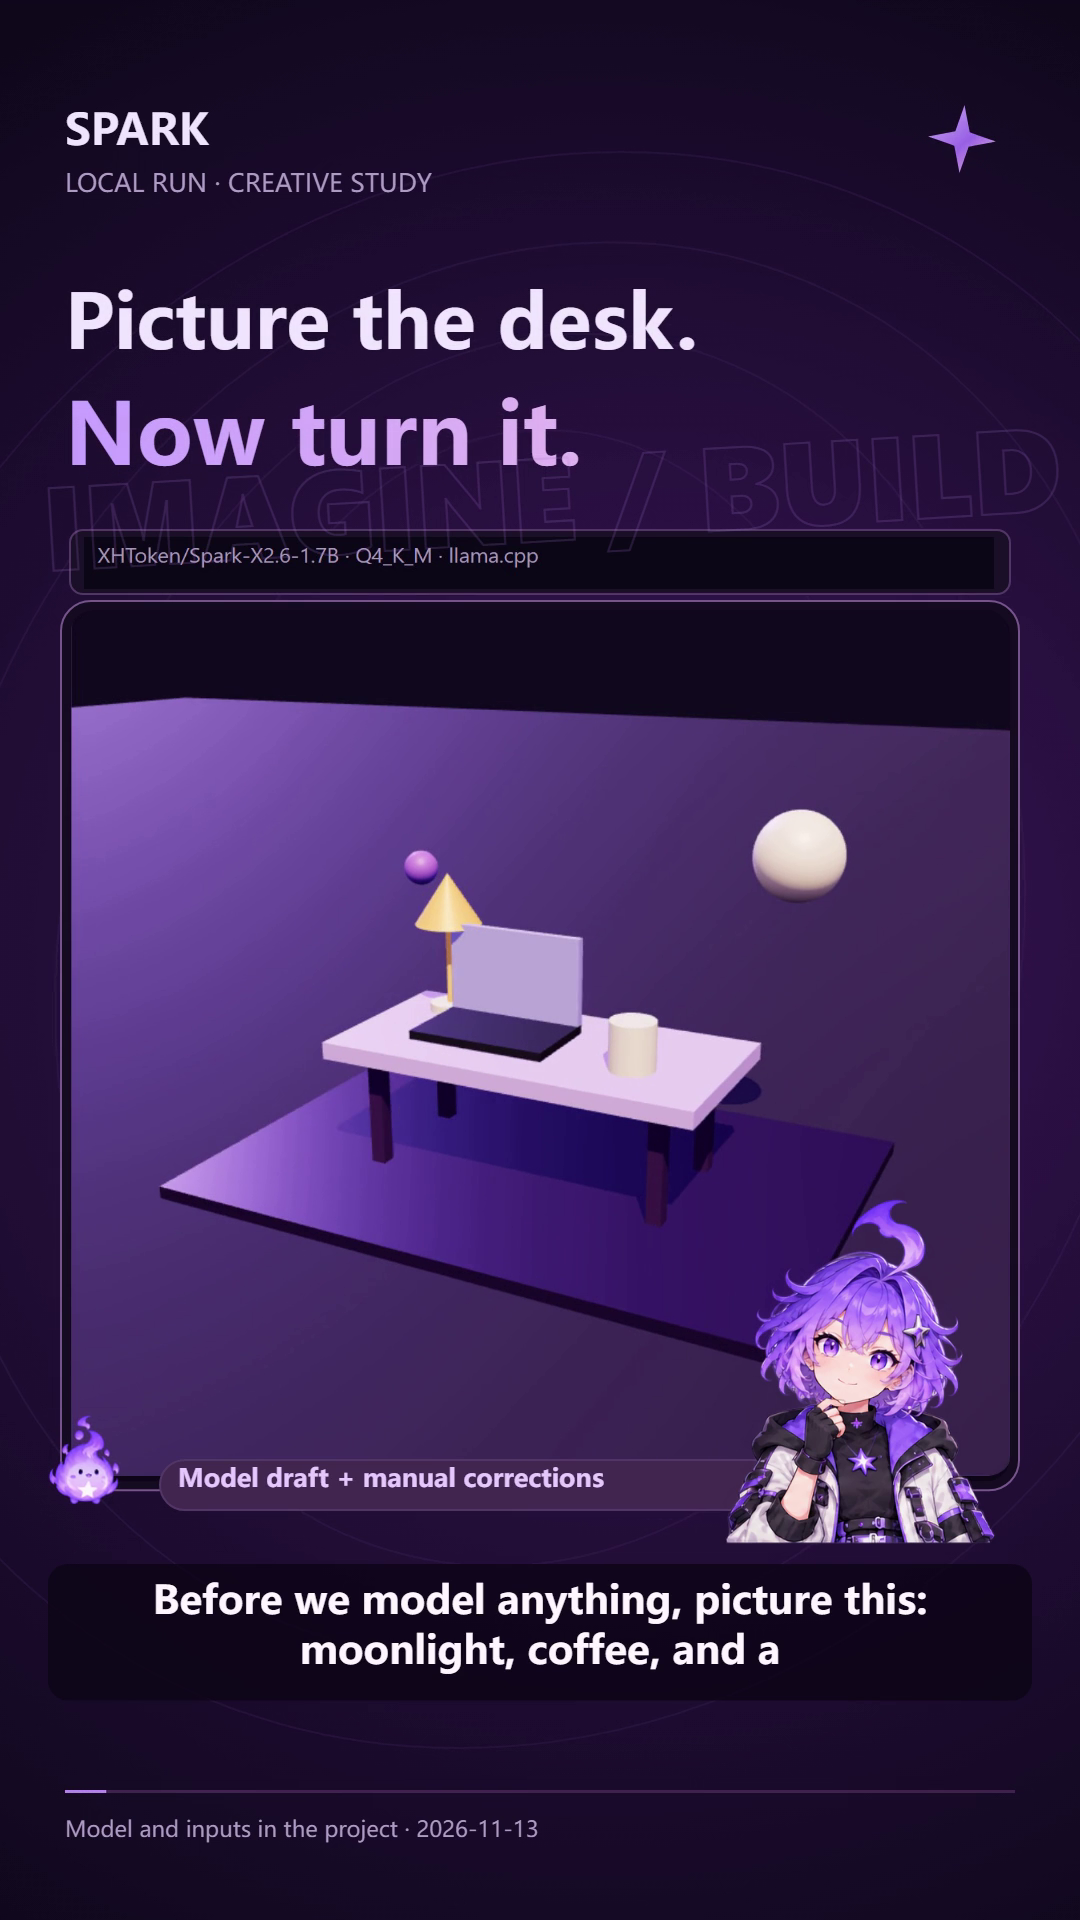 SPARK
LOCAL RUN · CREATIVE STUDY
Picture the desk.
Now turn it.
IMAGINE / BUILD
XHToken/Spark-X2.6-1.7B · Q4_K_M · llama.cpp
Model draft + manual corrections
Before we model anything, picture this:
moonlight, coffee, and a
Model and inputs in the project · 2026-11-13